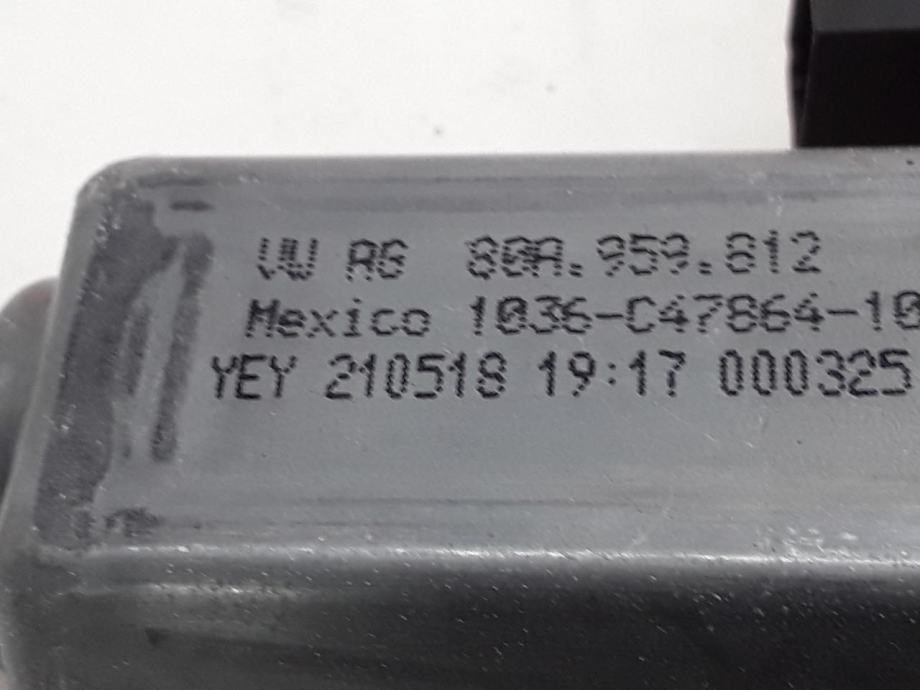 VW AG 80A.959.812
Mexico 1036-C47864-10
YEY 210518 19:17 000325